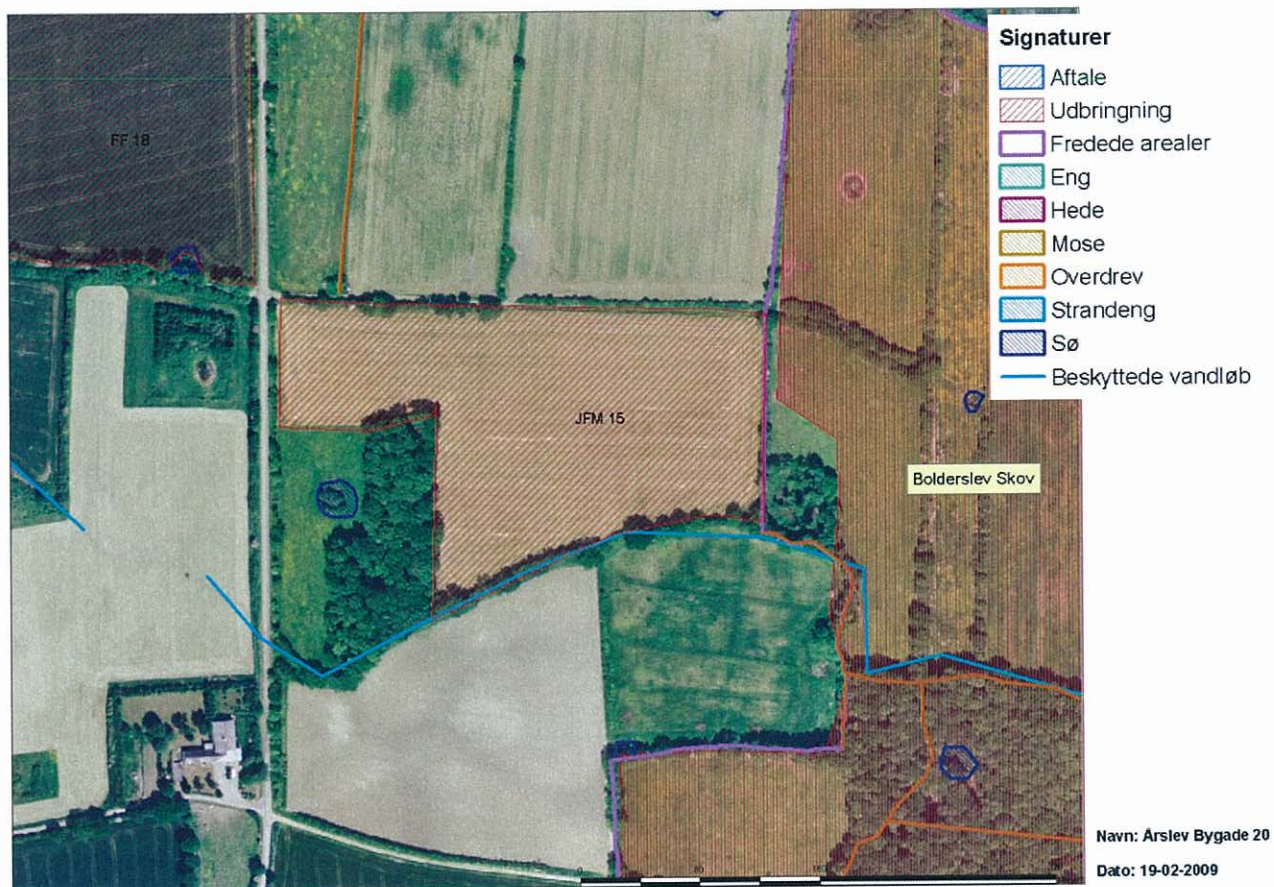 Signaturer
Aftale
Udbringning
Fredede arealer
Eng
Hede
Mose
Overdrev
Strandeng
Sø
Beskyttede vandløb
FF 18
JFM 15
Bolderslev Skov
Navn: Årslev Bygade 20
Dato: 19-02-2009